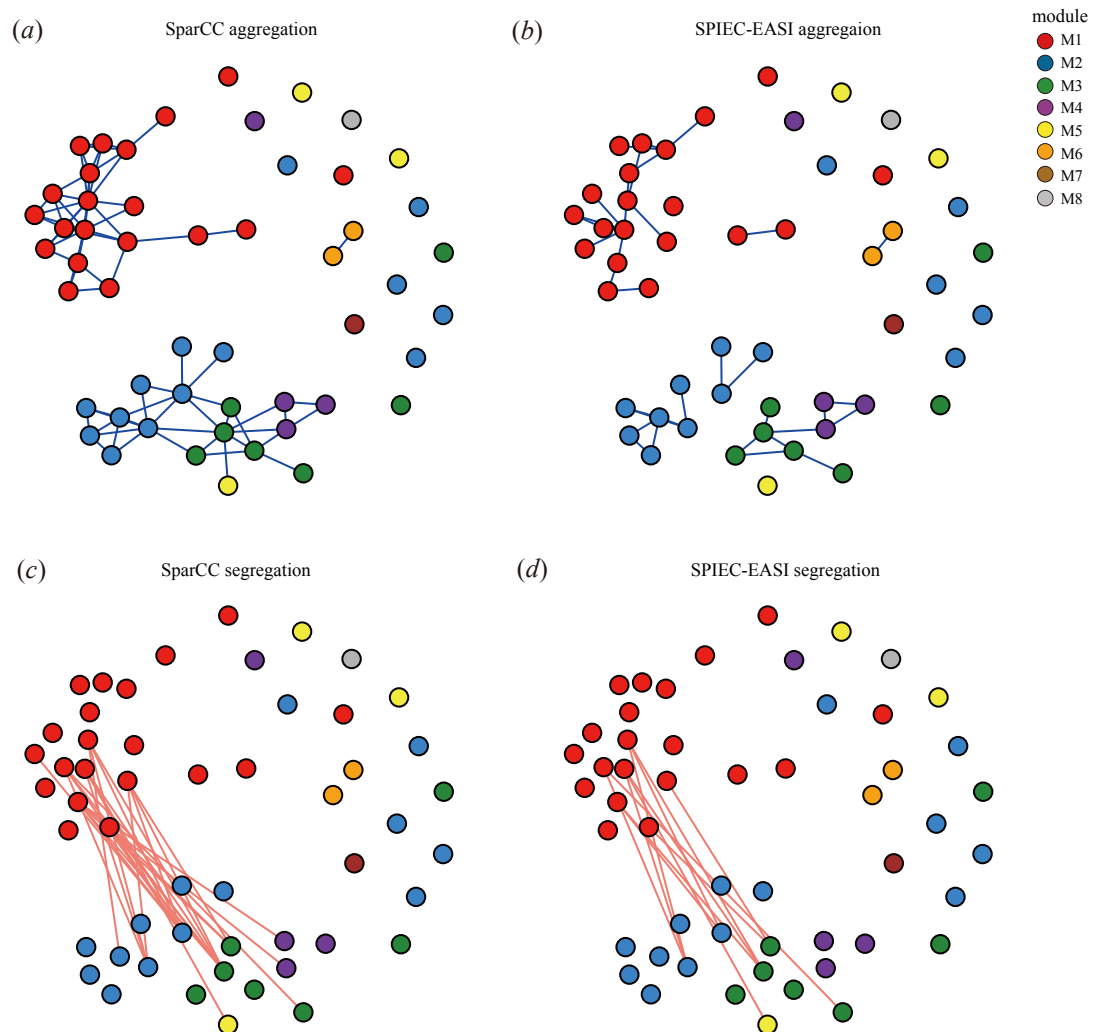 (a) SparCC aggregation
(b) SPIEC-EASI aggregaion
module
M1
M2
M3
M4
M5
M6
M7
M8
(c) SparCC segregation
(d) SPIEC-EASI segregation